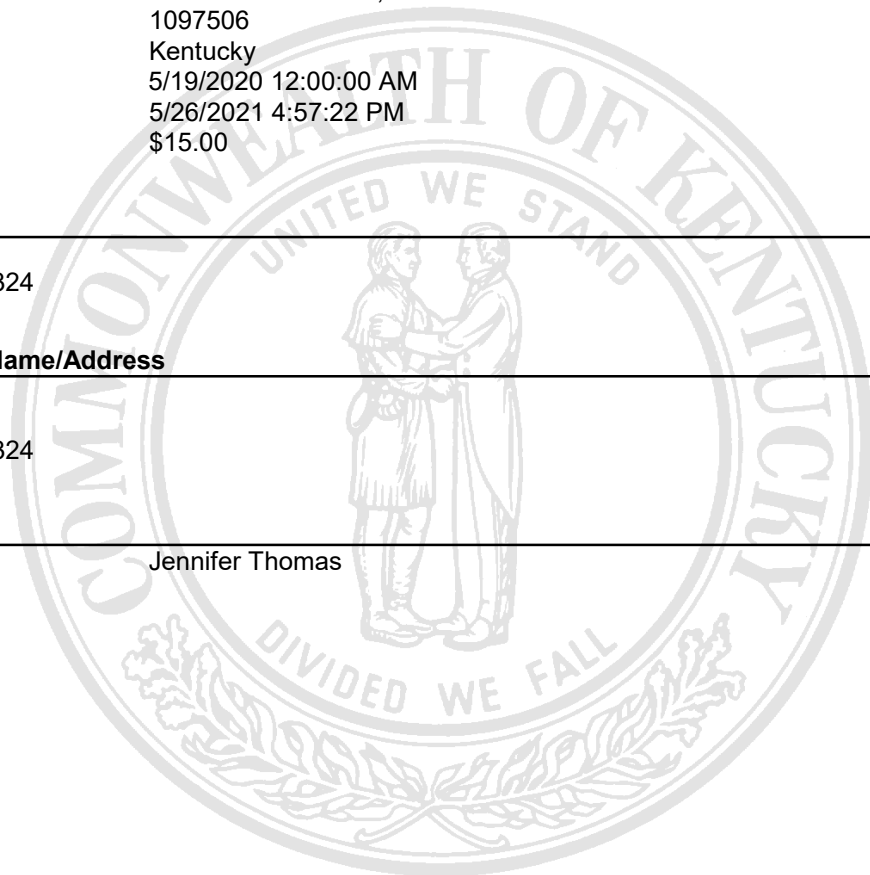 1097506
Kentucky
5/19/2020 12:00:00 AM
5/26/2021 4:57:22 PM
$15.00
COMMONWEALTH OF KENTUCKY
UNITED WE STAND
324
Name/Address
324
Jennifer Thomas
DIVIDED WE FALL